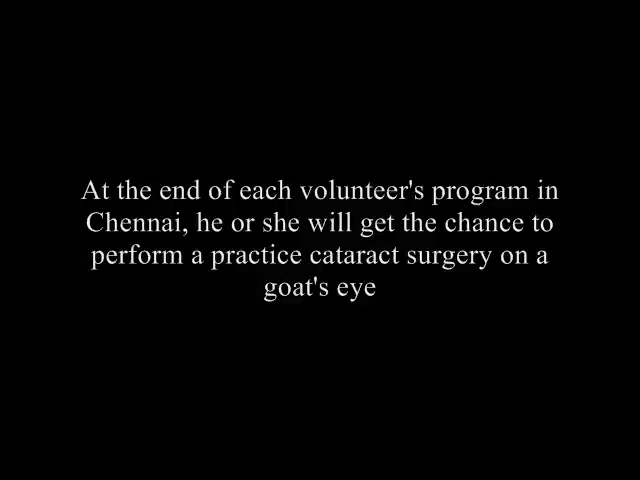 At the end of each volunteer's program in
Chennai, he or she will get the chance to
perform a practice cataract surgery on a
goat's eye